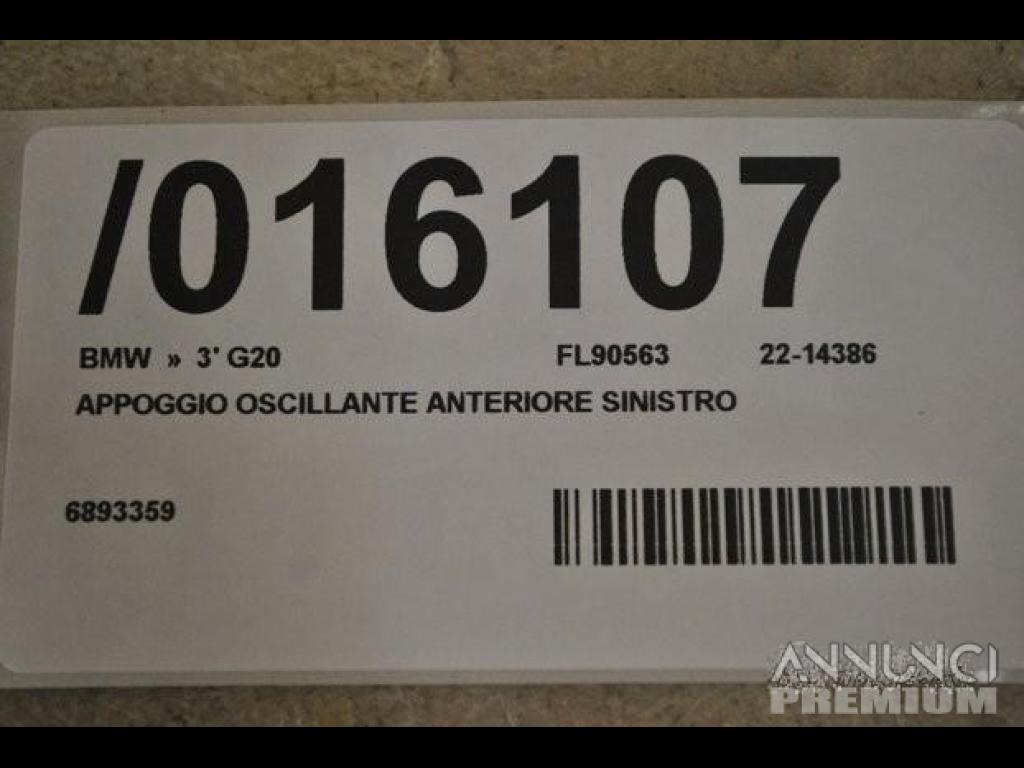 /016107
BMW » 3' G20 FL90563 22-14386
APPOGGIO OSCILLANTE ANTERIORE SINISTRO
6893359
ANNUNCI
PREMIUM